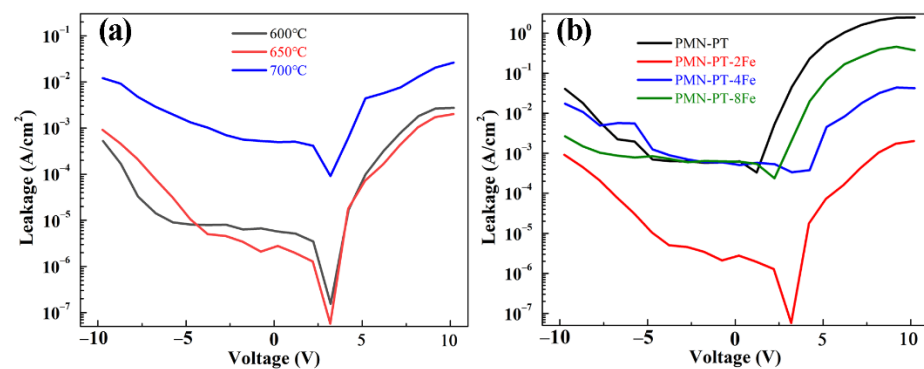 (a)
600℃
650℃
700℃
10⁻¹
10⁻²
10⁻³
10⁻⁴
10⁻⁵
10⁻⁶
10⁻⁷
Leakage (A/cm²)
−10
−5
0
5
10
Voltage (V)
(b)
PMN-PT
PMN-PT-2Fe
PMN-PT-4Fe
PMN-PT-8Fe
10⁰
10⁻¹
10⁻²
10⁻³
10⁻⁴
10⁻⁵
10⁻⁶
10⁻⁷
Leakage (A/cm²)
−10
−5
0
5
10
Voltage (V)